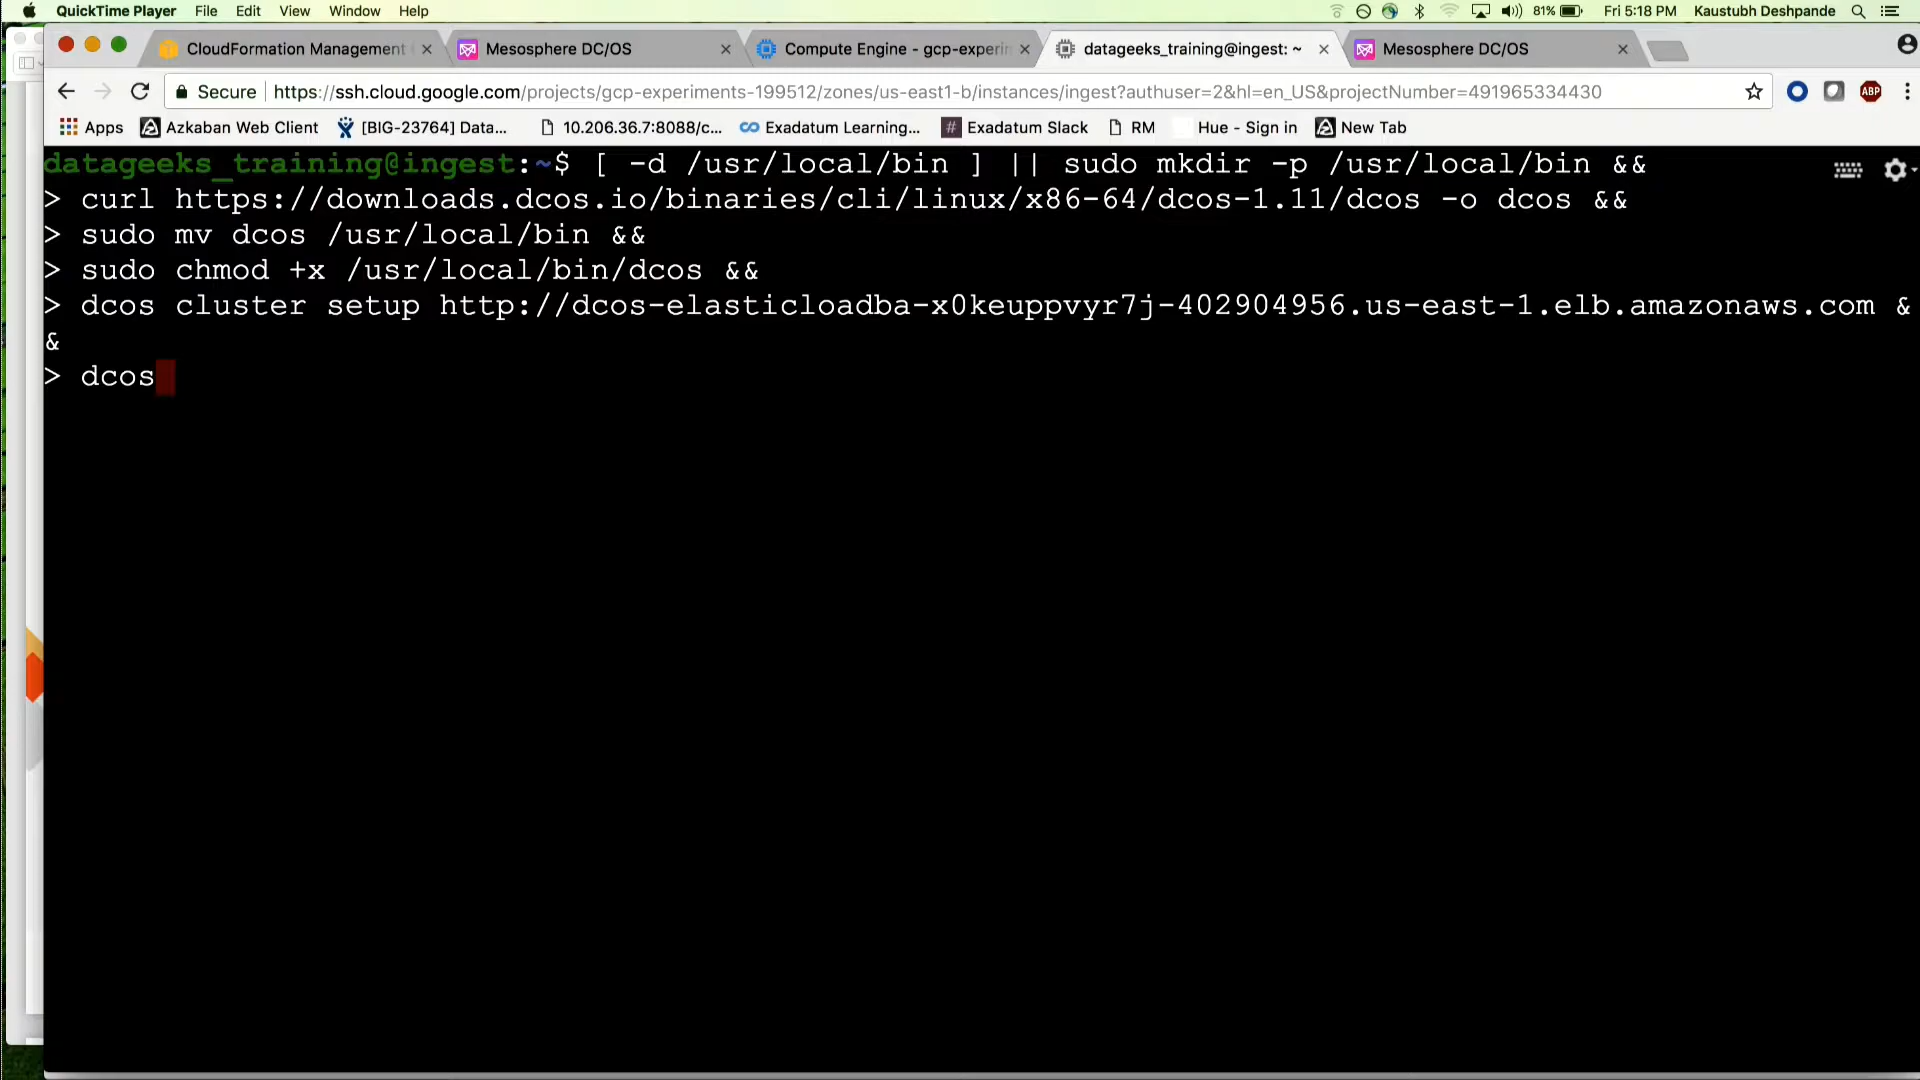 QuickTime Player File Edit View Window Help 81% Fri 5:18 PM Kaustubh Deshpande
CloudFormation Management Mesosphere DC/OS Compute Engine - gcp-experim datageeks_training@ingest: ~ Mesosphere DC/OS
Secure https://ssh.cloud.google.com/projects/gcp-experiments-199512/zones/us-east1-b/instances/ingest?authuser=2&hl=en_US&projectNumber=491965334430 ABP
Apps Azkaban Web Client [BIG-23764] Data... 10.206.36.7:8088/c... Exadatum Learning... Exadatum Slack RM Hue - Sign in New Tab
datageeks_training@ingest:~$ [ -d /usr/local/bin ] || sudo mkdir -p /usr/local/bin &&
> curl https://downloads.dcos.io/binaries/cli/linux/x86-64/dcos-1.11/dcos -o dcos &&
> sudo mv dcos /usr/local/bin &&
> sudo chmod +x /usr/local/bin/dcos &&
> dcos cluster setup http://dcos-elasticloadba-x0keuppvyr7j-402904956.us-east-1.elb.amazonaws.com &
&
> dcos